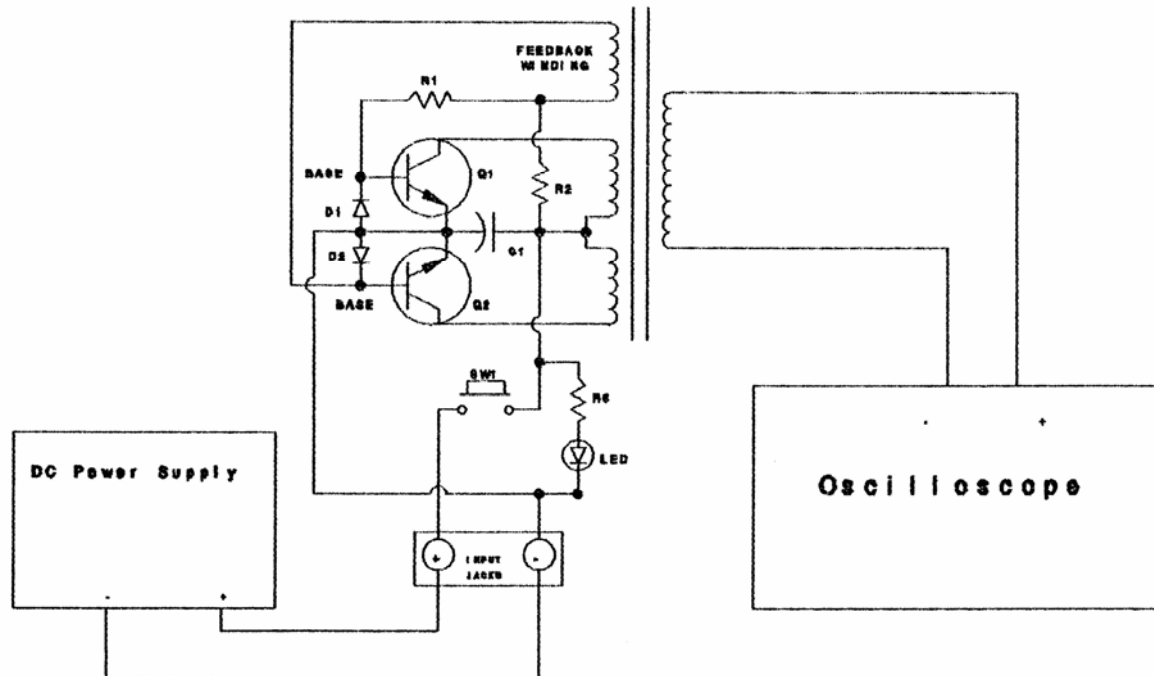 FEEDBACK
WINDING
R1
BASE
Q1
R2
D1
D2
C1
BASE
Q2
SW1
R6
LED
DC Power Supply
- +
Oscilloscope
- +
+ INPUT -
JACKS